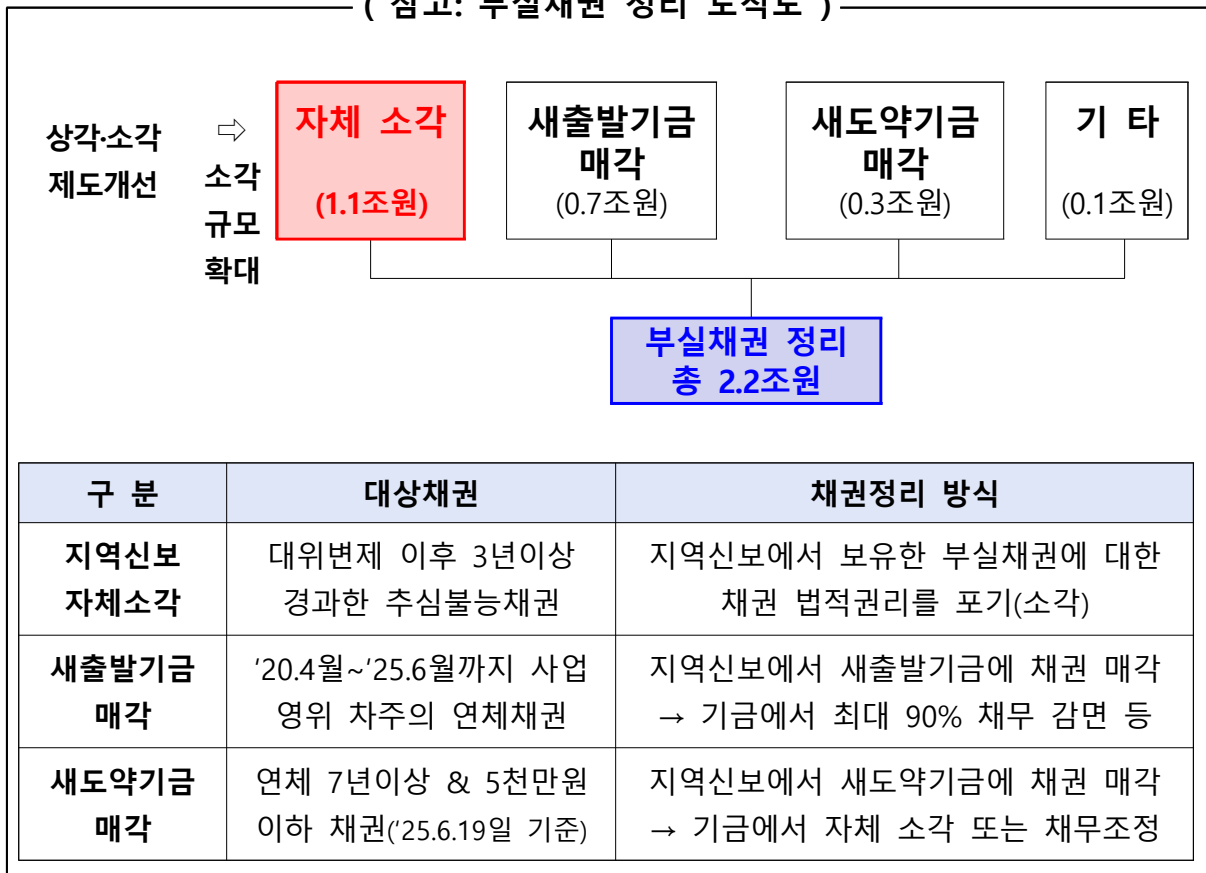 ( 참고: 부실채권 정리 도식도 )
상각·소각
제도개선
⇨
소각
규모
확대
자체 소각
(1.1조원)
새출발기금
매각
(0.7조원)
새도약기금
매각
(0.3조원)
기 타
(0.1조원)
부실채권 정리
총 2.2조원
구 분 대상채권 채권정리 방식
지역신보
자체소각
대위변제 이후 3년이상
경과한 추심불능채권
지역신보에서 보유한 부실채권에 대한
채권 법적권리를 포기(소각)
새출발기금
매각
'20.4월~'25.6월까지 사업
영위 차주의 연체채권
지역신보에서 새출발기금에 채권 매각
→ 기금에서 최대 90% 채무 감면 등
새도약기금
매각
연체 7년이상 & 5천만원
이하 채권('25.6.19일 기준)
지역신보에서 새도약기금에 채권 매각
→ 기금에서 자체 소각 또는 채무조정